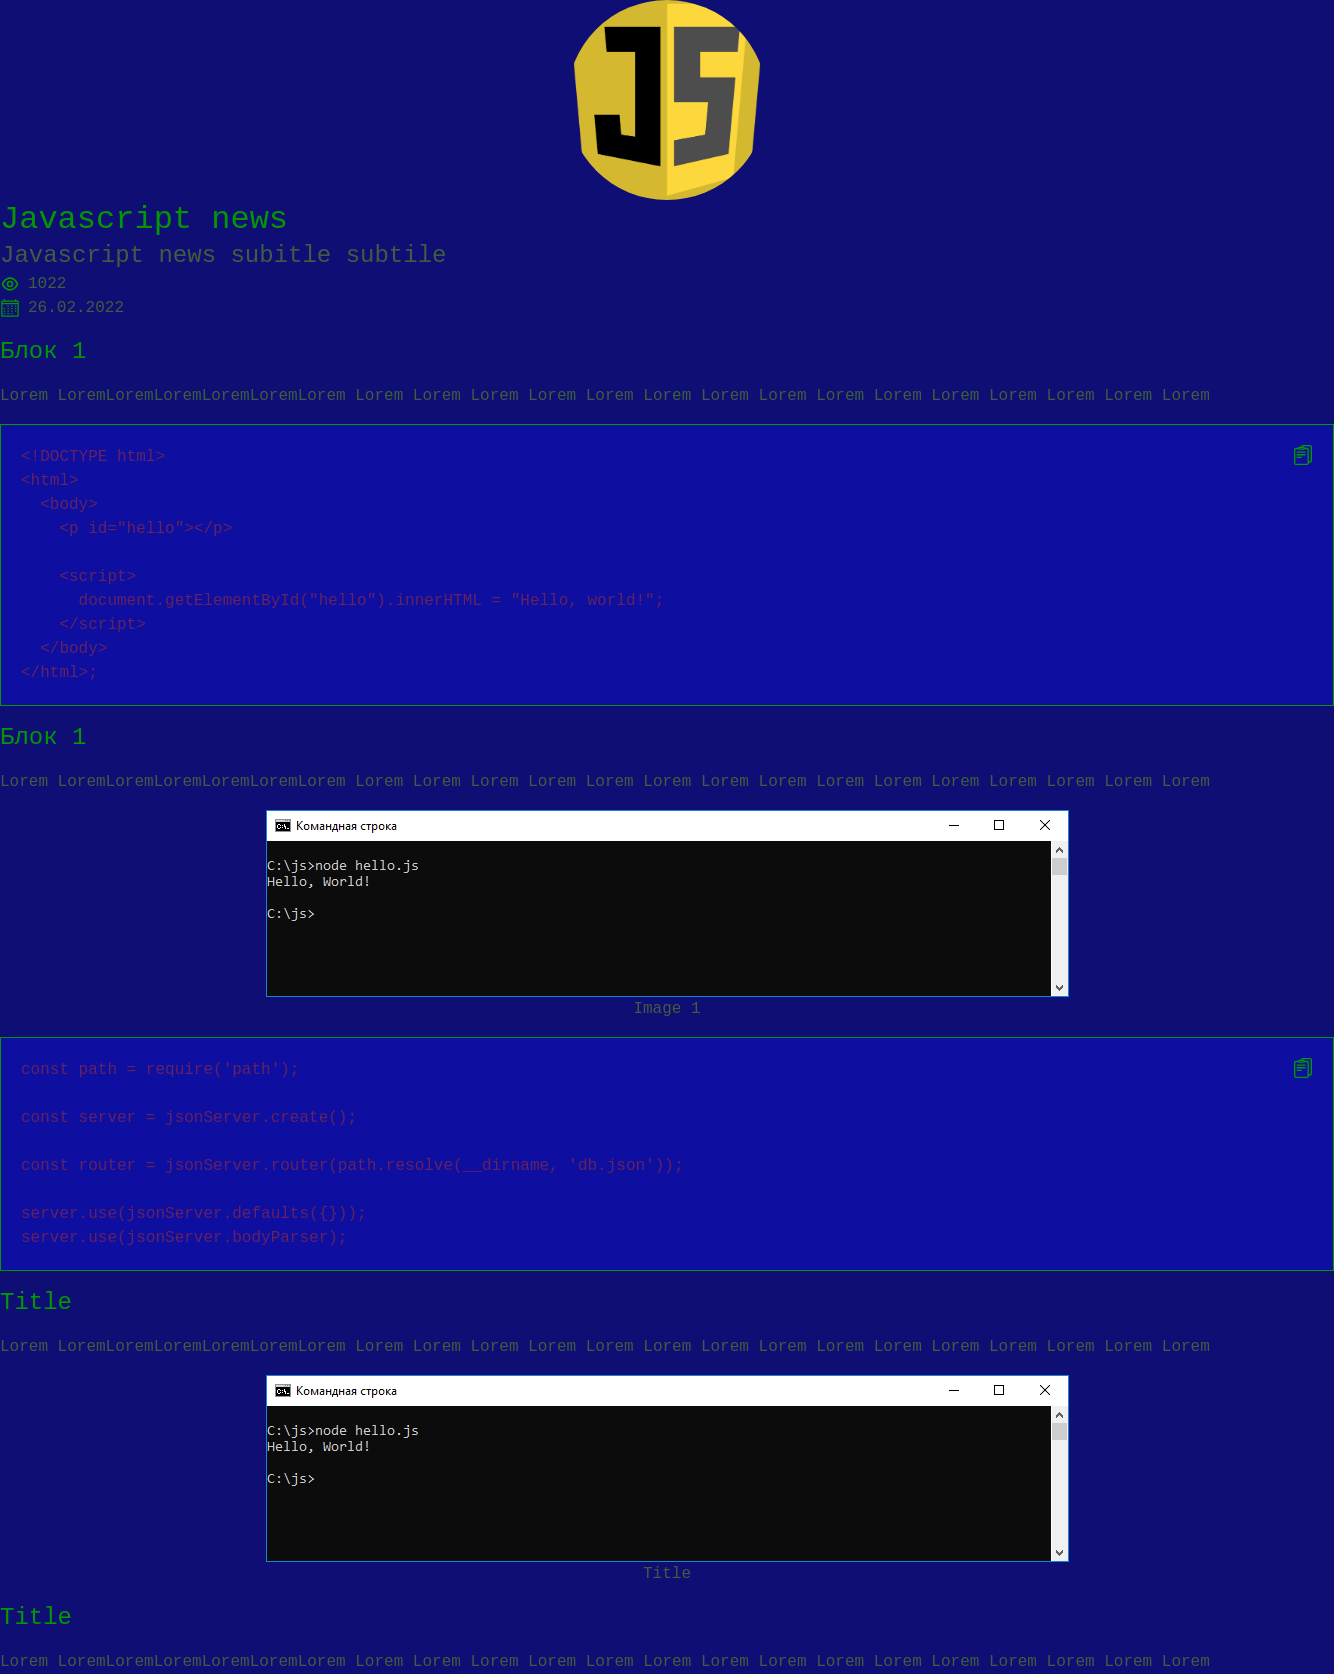 JS
Javascript news
Javascript news subitle subtile
1022
26.02.2022
Блок 1
Lorem LoremLoremLoremLoremLoremLorem Lorem Lorem Lorem Lorem Lorem Lorem Lorem Lorem Lorem Lorem Lorem Lorem Lorem Lorem Lorem
<!DOCTYPE html>
<html>
  <body>
    <p id="hello"></p>

    <script>
      document.getElementById("hello").innerHTML = "Hello, world!";
    </script>
  </body>
</html>;
Блок 1
Lorem LoremLoremLoremLoremLoremLorem Lorem Lorem Lorem Lorem Lorem Lorem Lorem Lorem Lorem Lorem Lorem Lorem Lorem Lorem Lorem
C:\. Командная строка
C:\js>node hello.js
Hello, World!
C:\js>
Image 1
const path = require('path');
const server = jsonServer.create();
const router = jsonServer.router(path.resolve(__dirname, 'db.json'));
server.use(jsonServer.defaults({}));
server.use(jsonServer.bodyParser);
Title
Lorem LoremLoremLoremLoremLoremLorem Lorem Lorem Lorem Lorem Lorem Lorem Lorem Lorem Lorem Lorem Lorem Lorem Lorem Lorem Lorem
C:\. Командная строка
C:\js>node hello.js
Hello, World!
C:\js>
Title
Title
Lorem LoremLoremLoremLoremLoremLorem Lorem Lorem Lorem Lorem Lorem Lorem Lorem Lorem Lorem Lorem Lorem Lorem Lorem Lorem Lorem